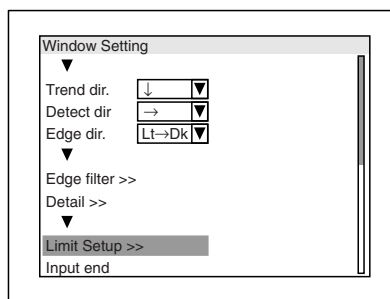 Window Setting
▼
Trend dir. ↓ ▼
Detect dir → ▼
Edge dir. Lt→Dk ▼
▼
Edge filter >>
Detail >>
▼
Limit Setup >>
Input end